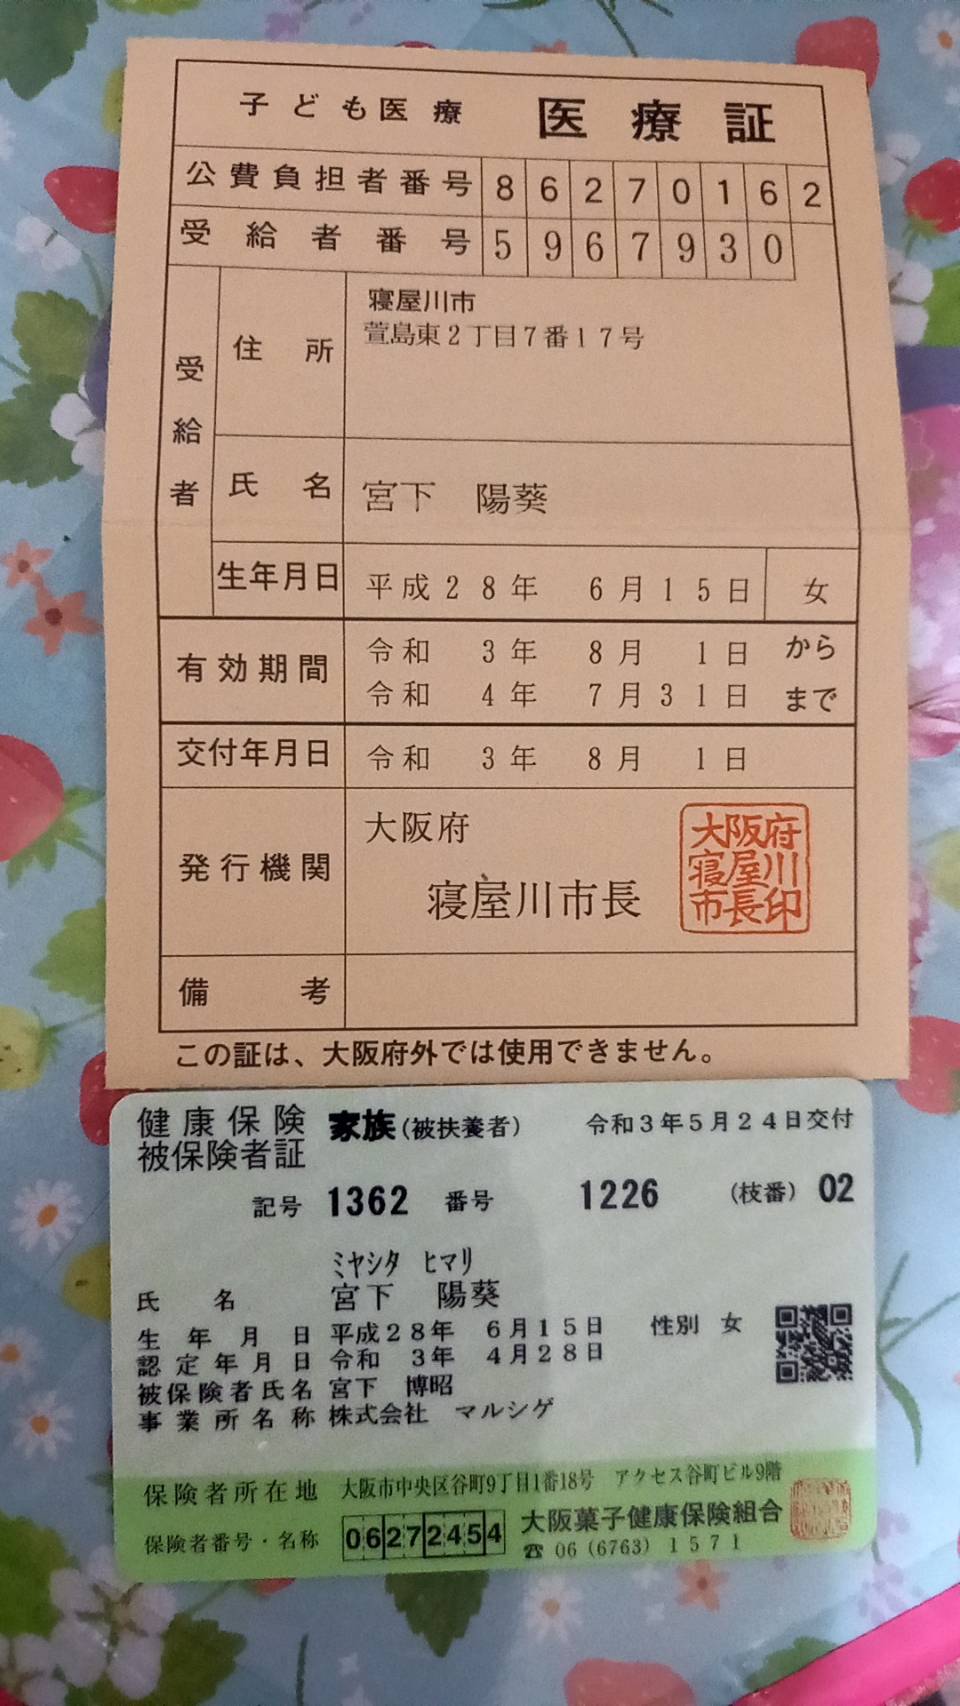 子ども医療 医療証
公費負担者番号 86270162
受給者番号 5967930
受給者
住所 寝屋川市
萱島東2丁目7番17号
氏名 宮下 陽葵
生年月日 平成28年 6月15日 女
有効期間 令和 3年 8月 1日 から
令和 4年 7月31日 まで
交付年月日 令和 3年 8月 1日
発行機関 大阪府
寝屋川市長
大阪府
寝屋川
市長印
備考
この証は、大阪府外では使用できません。
健康保険 家族(被扶養者) 令和3年5月24日交付
被保険者証
記号 1362 番号 1226 (枝番) 02
ミヤシタ ヒマリ
氏名 宮下 陽葵
生年月日 平成28年 6月15日 性別 女
認定年月日 令和 3年 4月28日
被保険者氏名 宮下 博昭
事業所名称 株式会社 マルシゲ
保険者所在地 大阪市中央区谷町9丁目1番18号 アクセス谷町ビル9階
保険者番号・名称 06272454 大阪菓子健康保険組合
☎ 06(6763)1571